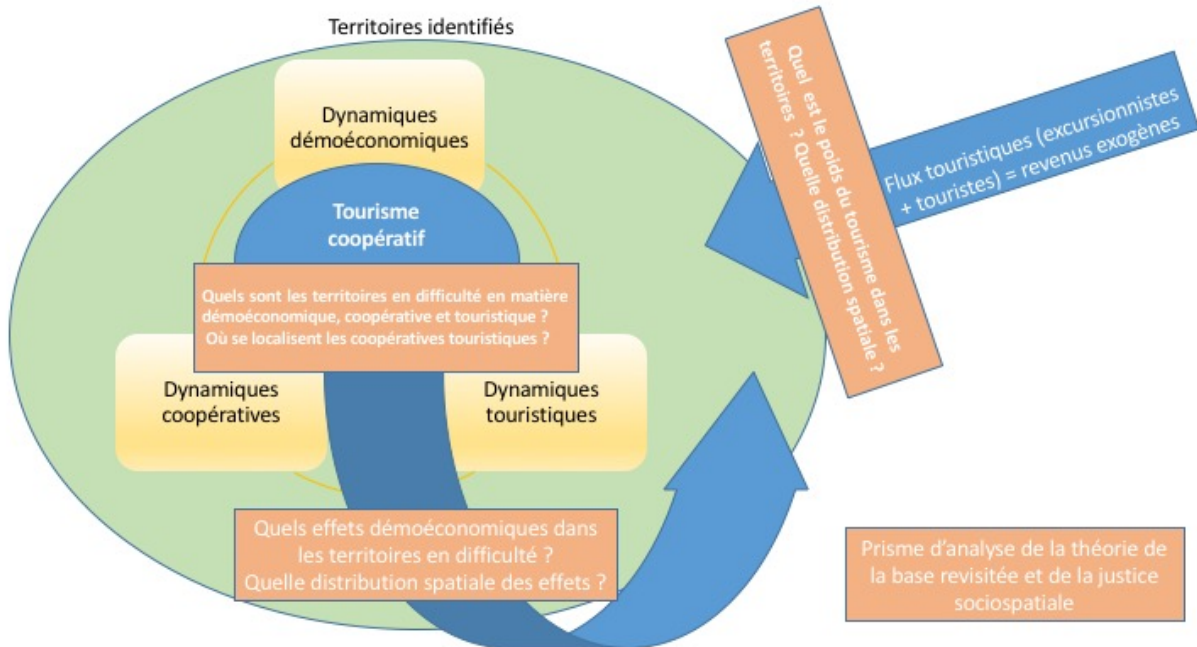 Territoires identifiés
Dynamiques
démoéconomiques
Tourisme
coopératif
Quels sont les territoires en difficulté en matière
démoéconomique, coopérative et touristique ?
Où se localisent les coopératives touristiques ?
Dynamiques
coopératives
Dynamiques
touristiques
Quels effets démoéconomiques dans
les territoires en difficulté ?
Quelle distribution spatiale des effets ?
Quel est le poids du tourisme dans les
territoires ? Quelle distribution spatiale ?
Flux touristiques (excursionnistes
+ touristes) = revenus exogènes
Prisme d’analyse de la théorie de
la base revisitée et de la justice
sociospatiale